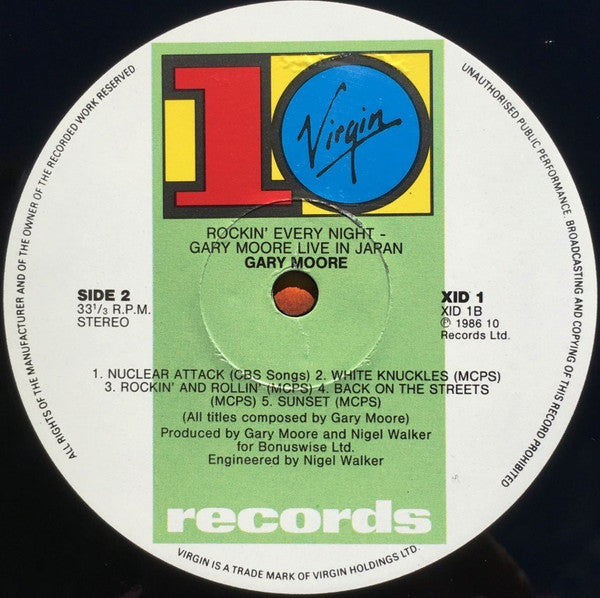 10
Virgin
ROCKIN' EVERY NIGHT -
GARY MOORE LIVE IN JAPAN
GARY MOORE
SIDE 2
33 1/3 R.P.M.
STEREO
XID 1
XID 1B
℗ 1986 10
Records Ltd.
1. NUCLEAR ATTACK (CBS Songs) 2. WHITE KNUCKLES (MCPS)
3. ROCKIN' AND ROLLIN' (MCPS) 4. BACK ON THE STREETS
(MCPS) 5. SUNSET (MCPS)
(All titles composed by Gary Moore)
Produced by Gary Moore and Nigel Walker
for Bonuswise Ltd.
Engineered by Nigel Walker
records
ALL RIGHTS OF THE MANUFACTURER AND OF THE OWNER OF THE RECORDED WORK RESERVED
UNAUTHORISED PUBLIC PERFORMANCE, BROADCASTING AND COPYING OF THIS RECORD PROHIBITED
VIRGIN IS A TRADE MARK OF VIRGIN HOLDINGS LTD.